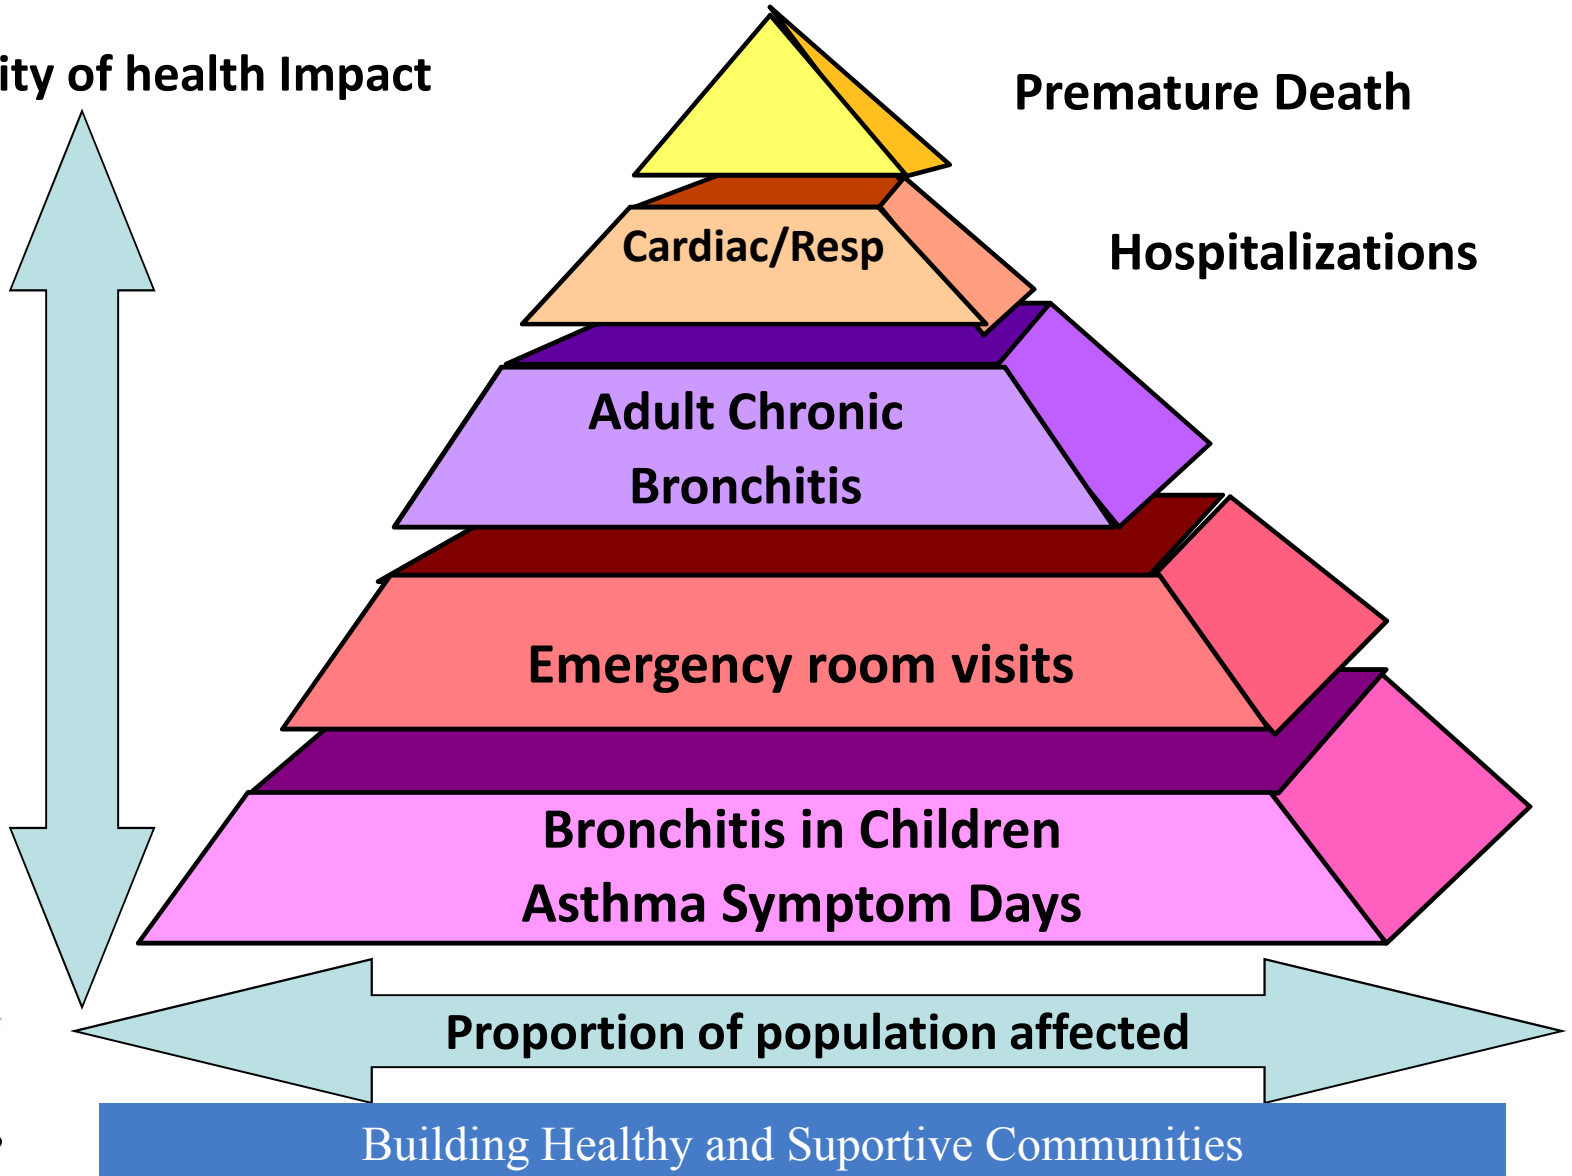 ity of health Impact
Premature Death
Cardiac/Resp
Hospitalizations
Adult Chronic
Bronchitis
Emergency room visits
Bronchitis in Children
Asthma Symptom Days
Proportion of population affected
Building Healthy and Suportive Communities